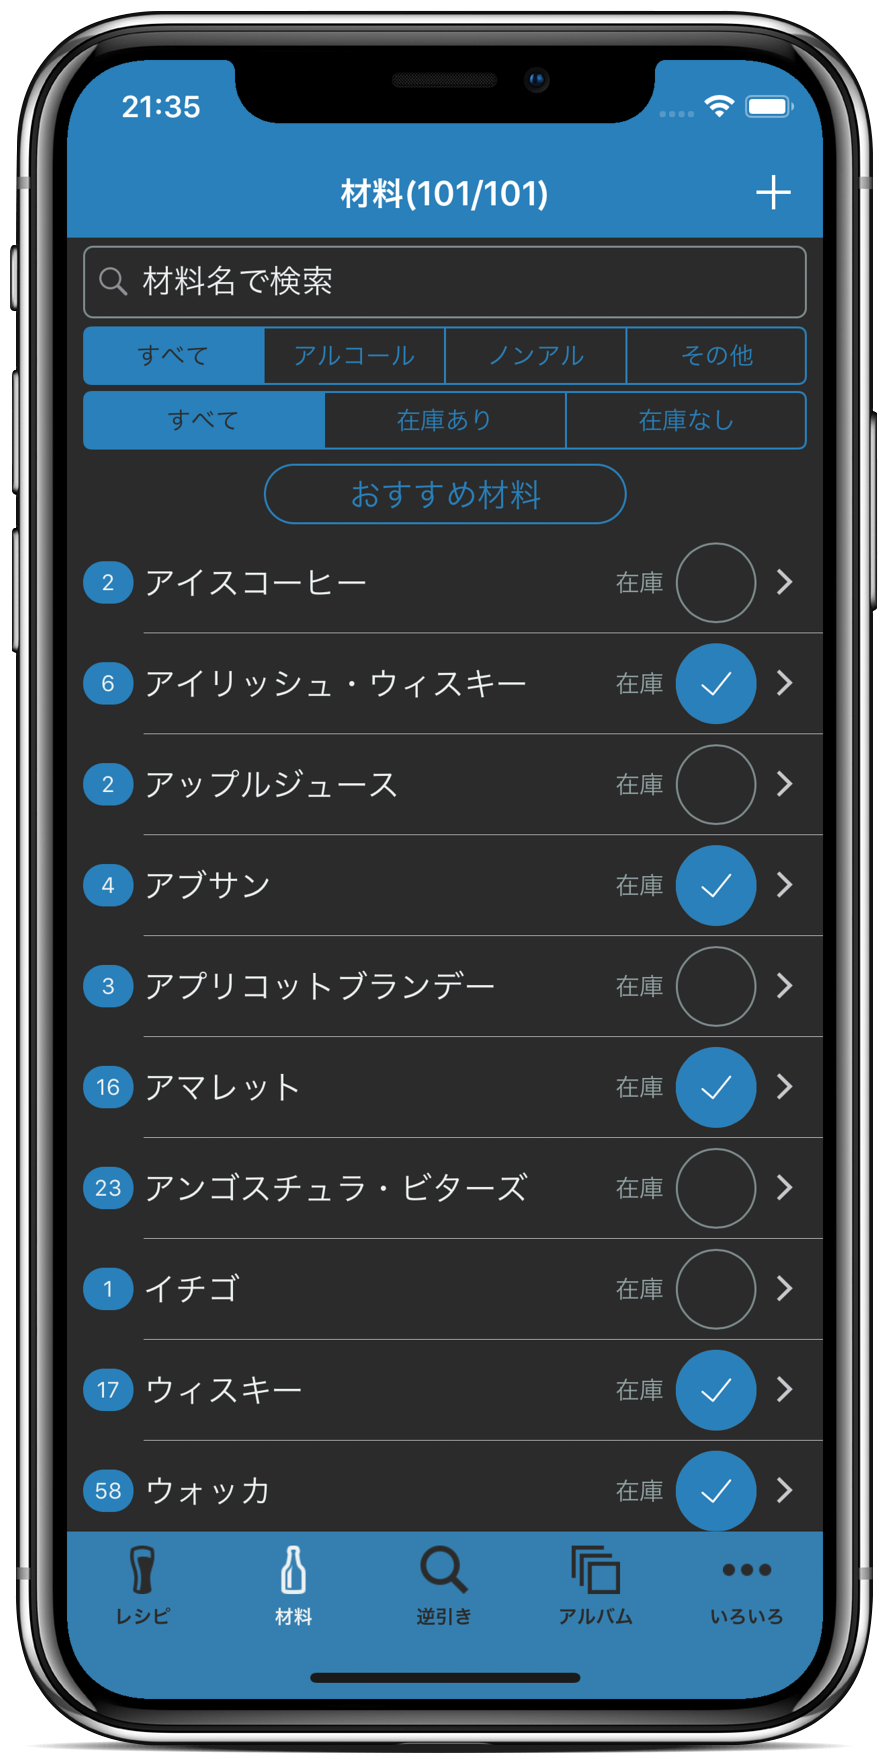 21:35
材料(101/101)
材料名で検索
すべて アルコール ノンアル その他
すべて 在庫あり 在庫なし
おすすめ材料
2 アイスコーヒー 在庫
6 アイリッシュ・ウィスキー 在庫
2 アップルジュース 在庫
4 アブサン 在庫
3 アプリコットブランデー 在庫
16 アマレット 在庫
23 アンゴスチュラ・ビターズ 在庫
1 イチゴ 在庫
17 ウィスキー 在庫
58 ウォッカ 在庫
レシピ 材料 逆引き アルバム いろいろ